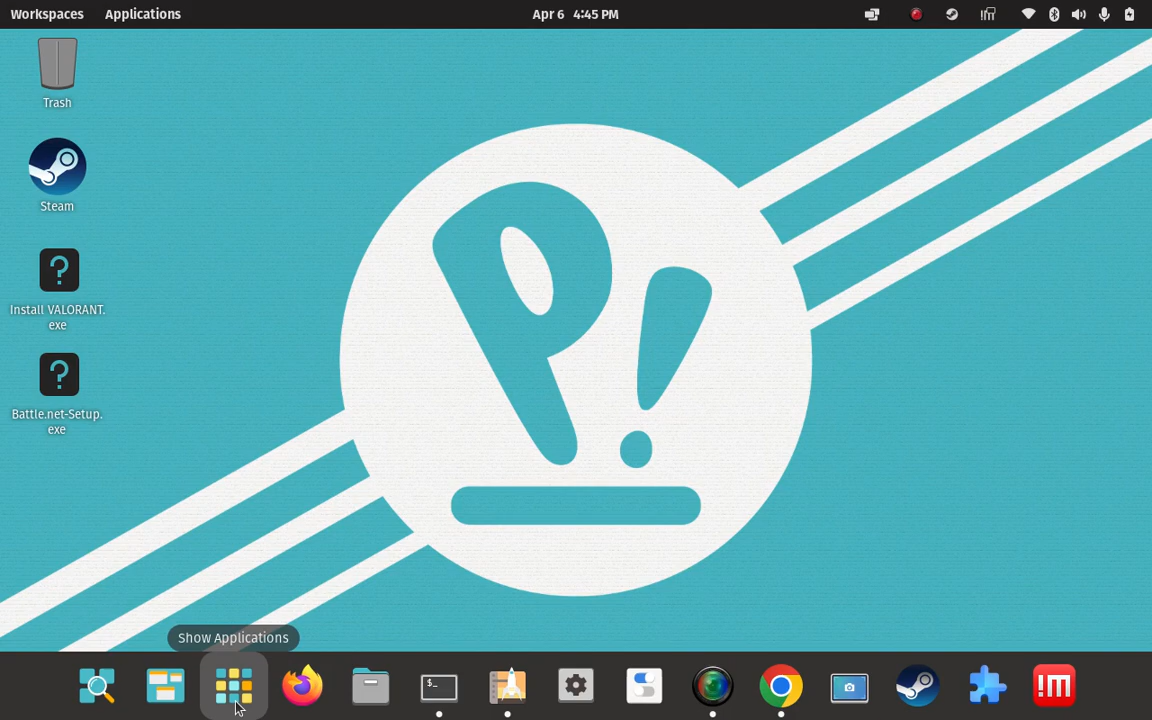 Workspaces Applications Apr 6 4:45 PM
Trash
Steam
Install VALORANT.
exe
Battle.net-Setup.
exe
P!
Show Applications
$_
!M